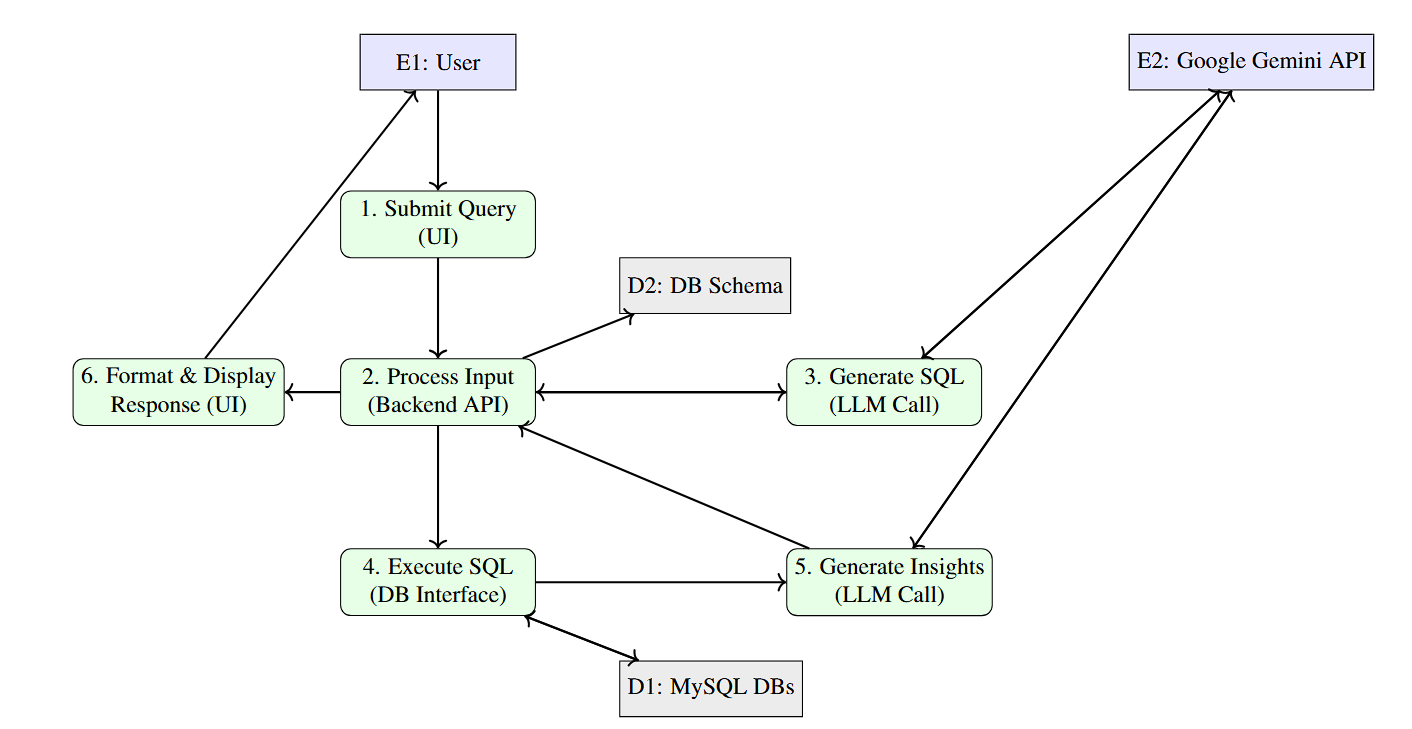 E1: User
E2: Google Gemini API
1. Submit Query
(UI)
D2: DB Schema
6. Format & Display
Response (UI)
2. Process Input
(Backend API)
3. Generate SQL
(LLM Call)
4. Execute SQL
(DB Interface)
5. Generate Insights
(LLM Call)
D1: MySQL DBs